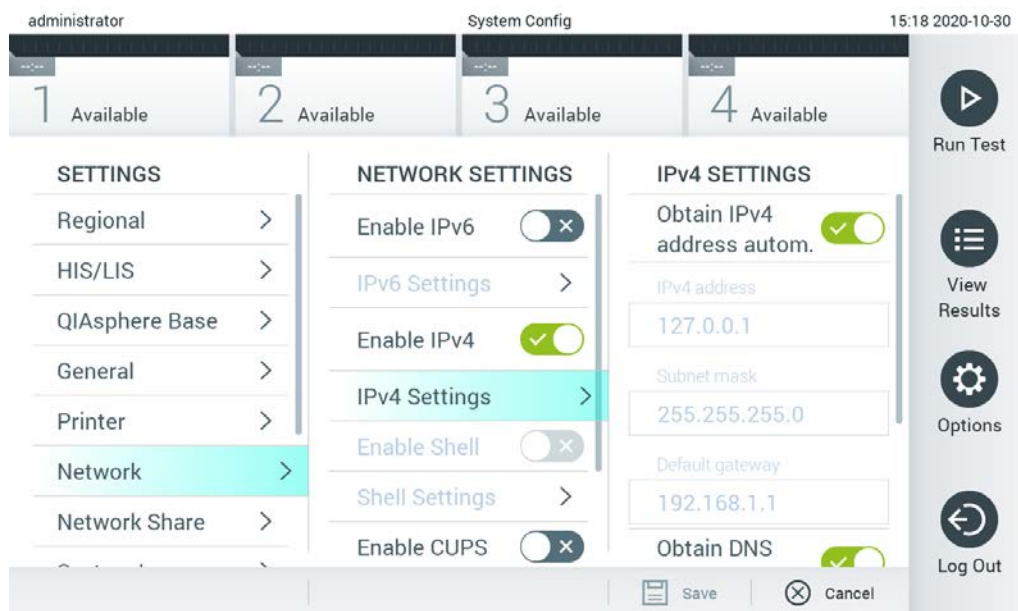 administrator
System Config
15:18 2020-10-30
--:--
--:--
--:--
--:--
1 Available
2 Available
3 Available
4 Available
Run Test
View
Results
Options
Log Out
SETTINGS
Regional
HIS/LIS
QIAsphere Base
General
Printer
Network
Network Share
NETWORK SETTINGS
Enable IPv6
IPv6 Settings
Enable IPv4
IPv4 Settings
Enable Shell
Shell Settings
Enable CUPS
IPv4 SETTINGS
Obtain IPv4
address autom.
IPv4 address
127.0.0.1
Subnet mask
255.255.255.0
Default gateway
192.168.1.1
Obtain DNS
Save
Cancel